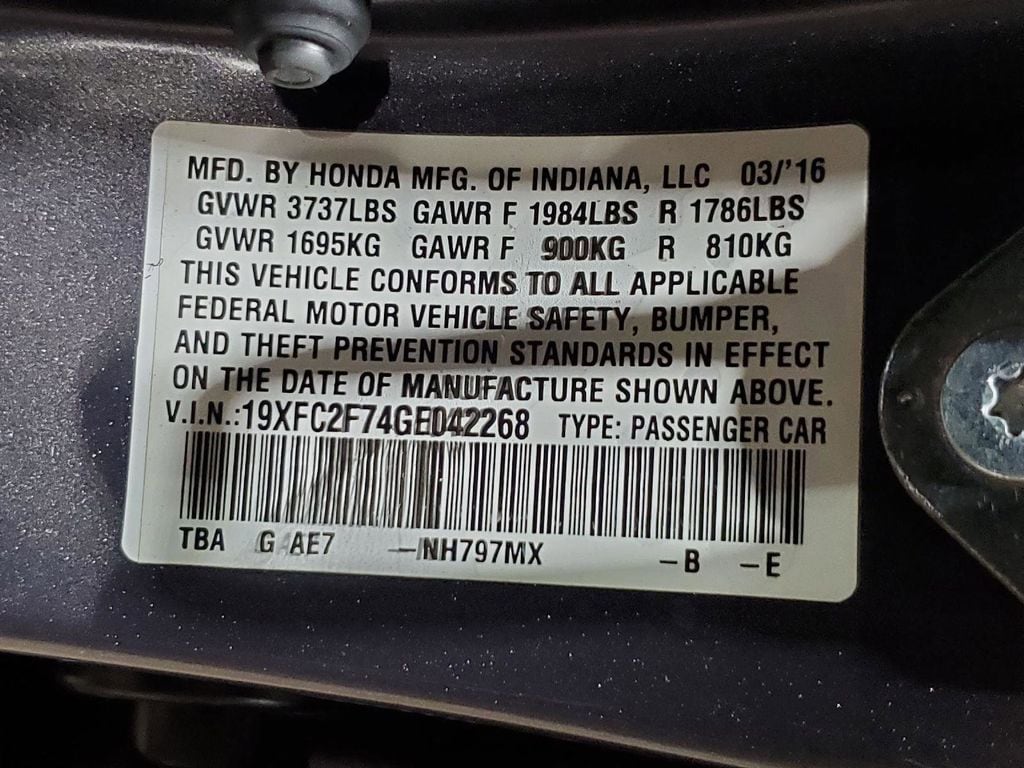 MFD. BY HONDA MFG. OF INDIANA, LLC 03/'16
GVWR 3737LBS GAWR F 1984LBS R 1786LBS
GVWR 1695KG GAWR F 900KG R 810KG
THIS VEHICLE CONFORMS TO ALL APPLICABLE
FEDERAL MOTOR VEHICLE SAFETY, BUMPER,
AND THEFT PREVENTION STANDARDS IN EFFECT
ON THE DATE OF MANUFACTURE SHOWN ABOVE.
V.I.N.:19XFC2F74GE042268 TYPE: PASSENGER CAR
TBA G AE7 —NH797MX –B –E